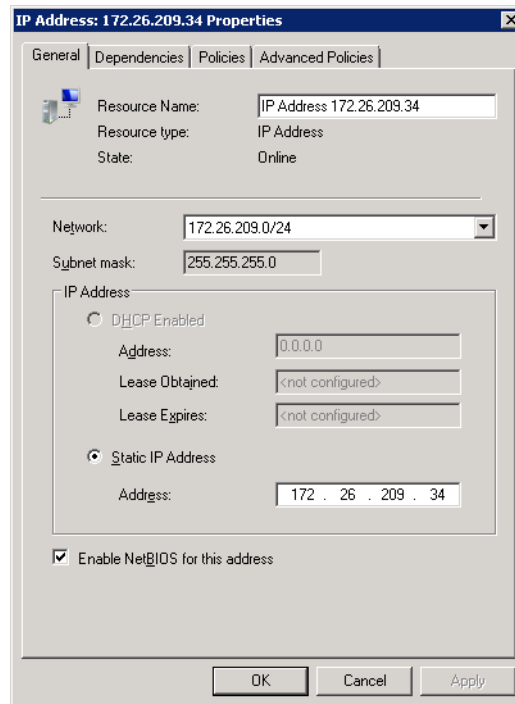 IP Address: 172.26.209.34 Properties
General Dependencies Policies Advanced Policies
Resource Name: IP Address 172.26.209.34
Resource type: IP Address
State: Online
Network: 172.26.209.0/24
Subnet mask: 255.255.255.0
IP Address
DHCP Enabled
Address: 0.0.0.0
Lease Obtained: <not configured>
Lease Expires: <not configured>
Static IP Address
Address: 172 . 26 . 209 . 34
Enable NetBIOS for this address
OK Cancel Apply